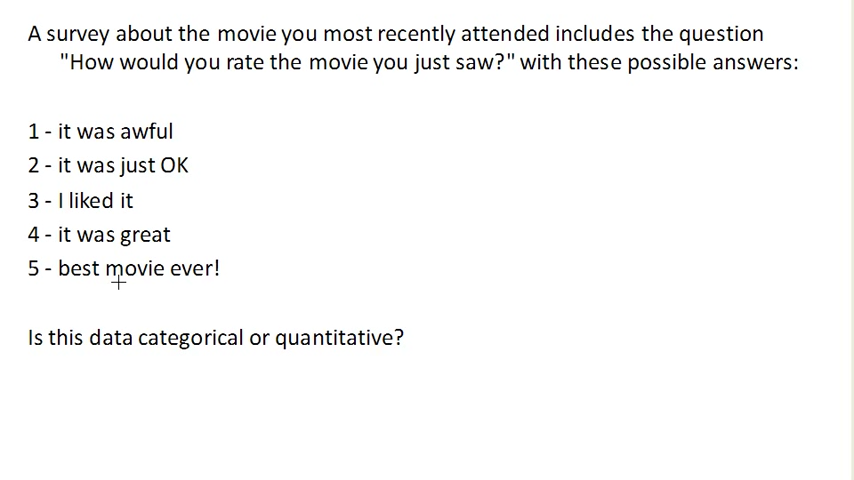 A survey about the movie you most recently attended includes the question
"How would you rate the movie you just saw?" with these possible answers:
1 - it was awful
2 - it was just OK
3 - I liked it
4 - it was great
5 - best movie ever!
Is this data categorical or quantitative?